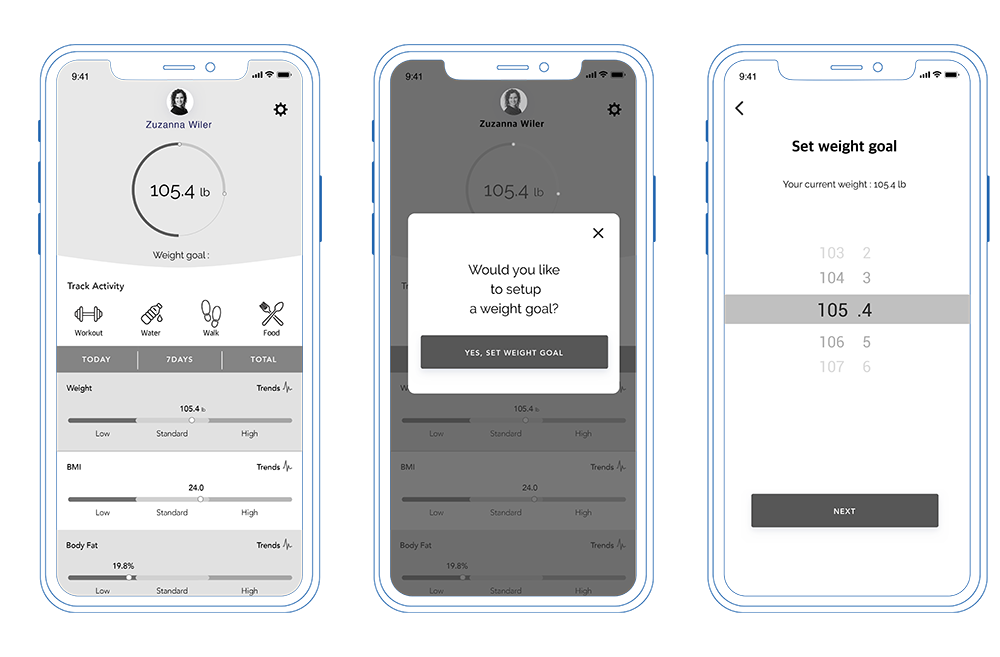 9:41
Zuzanna Wiler
105.4 lb
Weight goal :
Track Activity
Workout Water Walk Food
TODAY 7DAYS TOTAL
Weight Trends
105.4 lb
Low Standard High
BMI Trends
24.0
Low Standard High
Body Fat Trends
19.8%
Low Standard High
9:41
Zuzanna Wiler
105.4 lb
Would you like
to setup
a weight goal?
YES, SET WEIGHT GOAL
Trends
105.4 lb
Low Standard High
BMI Trends
24.0
Low Standard High
Body Fat Trends
19.8%
Low Standard High
9:41
Set weight goal
Your current weight : 105.4 lb
103 2
104 3
105 .4
106 5
107 6
NEXT